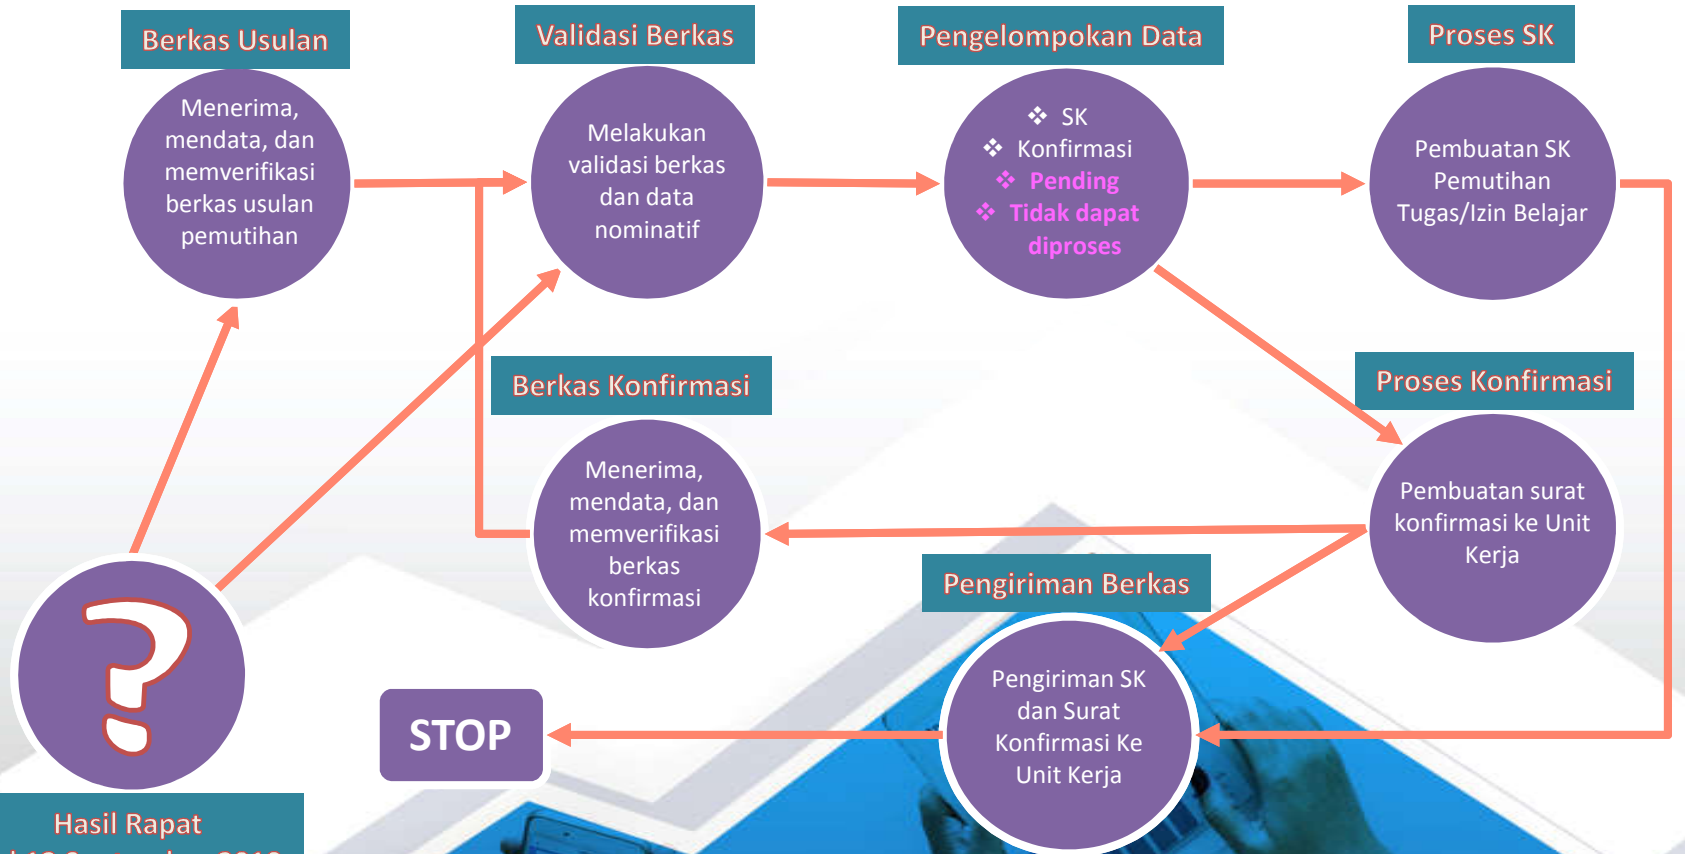 Berkas Usulan
Menerima,
mendata, dan
memverifikasi
berkas usulan
pemutihan
Validasi Berkas
Melakukan
validasi berkas
dan data
nominatif
Pengelompokan Data
❖ SK
❖ Konfirmasi
❖ Pending
❖ Tidak dapat
diproses
Proses SK
Pembuatan SK
Pemutihan
Tugas/Izin Belajar
Berkas Konfirmasi
Menerima,
mendata, dan
memverifikasi
berkas
konfirmasi
Proses Konfirmasi
Pembuatan surat
konfirmasi ke Unit
Kerja
Pengiriman Berkas
Pengiriman SK
dan Surat
Konfirmasi Ke
Unit Kerja
STOP
?
Hasil Rapat